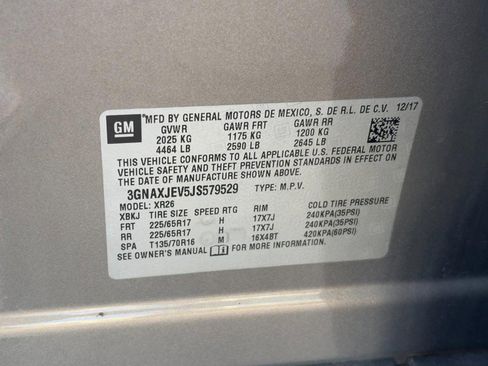 GM
MFD BY GENERAL MOTORS DE MEXICO, S. DE R.L. DE C.V. 12/17
GVWR GAWR FRT GAWR RR
2025 KG 1175 KG 1200 KG
4464 LB 2590 LB 2645 LB
THIS VEHICLE CONFORMS TO ALL APPLICABLE U.S. FEDERAL MOTOR
VEHICLE SAFETY AND THEFT PREVENTION STANDARDS IN EFFECT ON
THE DATE OF MANUFACTURE SHOWN ABOVE.
3GNAXJEV5JS579529 TYPE: M.P.V.
MODEL: XR26
XBKJ TIRE SIZE SPEED RTG RIM COLD TIRE PRESSURE
FRT 225/65R17 H 17X7J 240KPA(35PSI)
RR 225/65R17 H 17X7J 240KPA(35PSI)
SPA T135/70R16 M 16X4BT 420KPA(60PSI)
SEE OWNER'S MANUAL FOR MORE INFORMATION